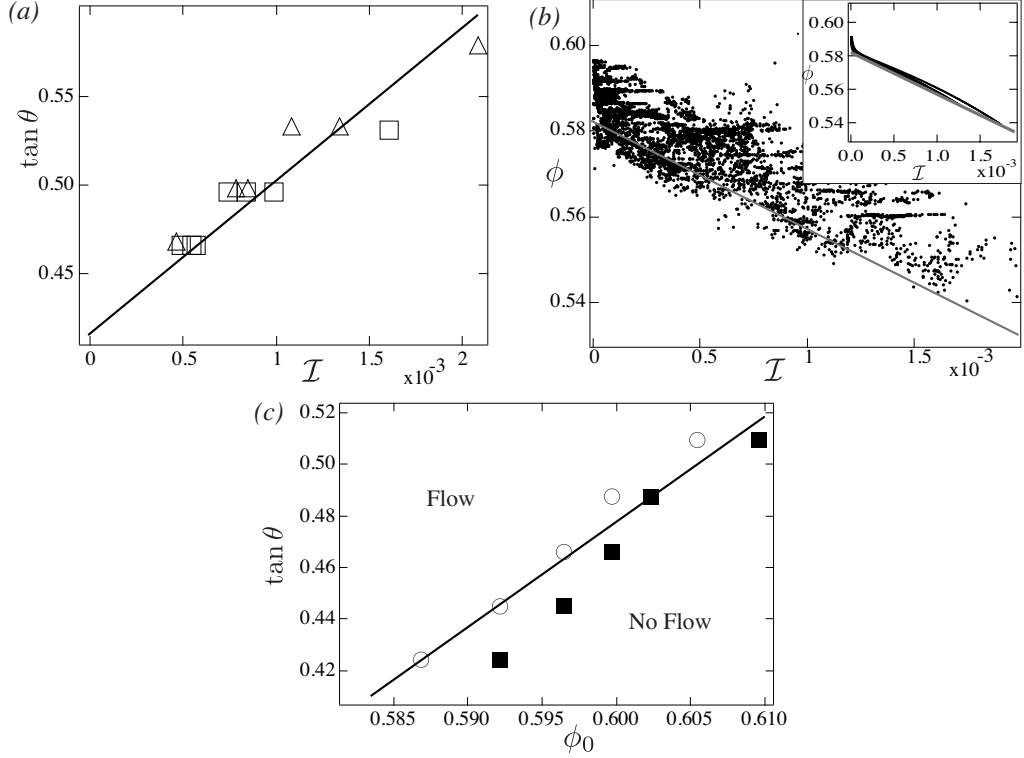 (a)
tan θ
0.55
0.50
0.45
0
0.5
1
1.5
2
x10⁻³
ℐ
(b)
ϕ
0.60
0.58
0.56
0.54
0
0.5
1
1.5
x10⁻³
ℐ
ϕ
0.60
0.58
0.56
0.54
0.0
0.5
1.0
x10⁻³
ℐ
(c)
tan θ
0.52
0.50
0.48
0.46
0.44
0.42
Flow
No Flow
0.585
0.590
0.595
0.600
0.605
0.610
ϕ₀